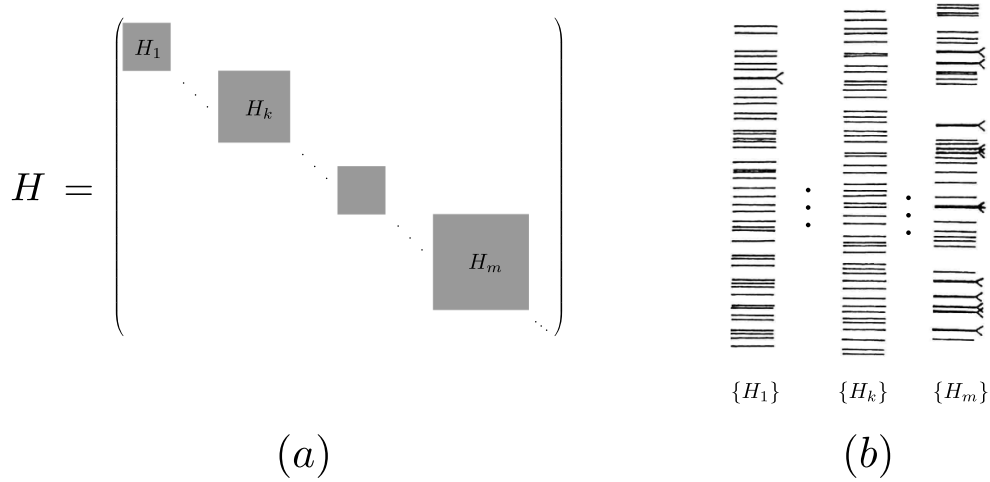 H =
H₁
Hₖ
Hₘ
{H₁} {Hₖ} {Hₘ}
(a) (b)